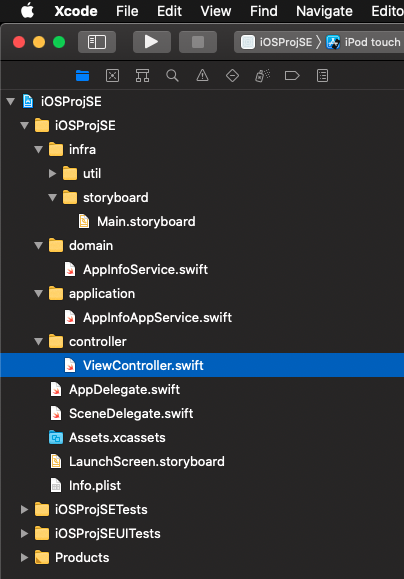 Xcode File Edit View Find Navigate Edito
iOSProjSE iPod touch
iOSProjSE
iOSProjSE
infra
util
storyboard
Main.storyboard
domain
AppInfoService.swift
application
AppInfoAppService.swift
controller
ViewController.swift
AppDelegate.swift
SceneDelegate.swift
Assets.xcassets
LaunchScreen.storyboard
Info.plist
iOSProjSETests
iOSProjSEUITests
Products